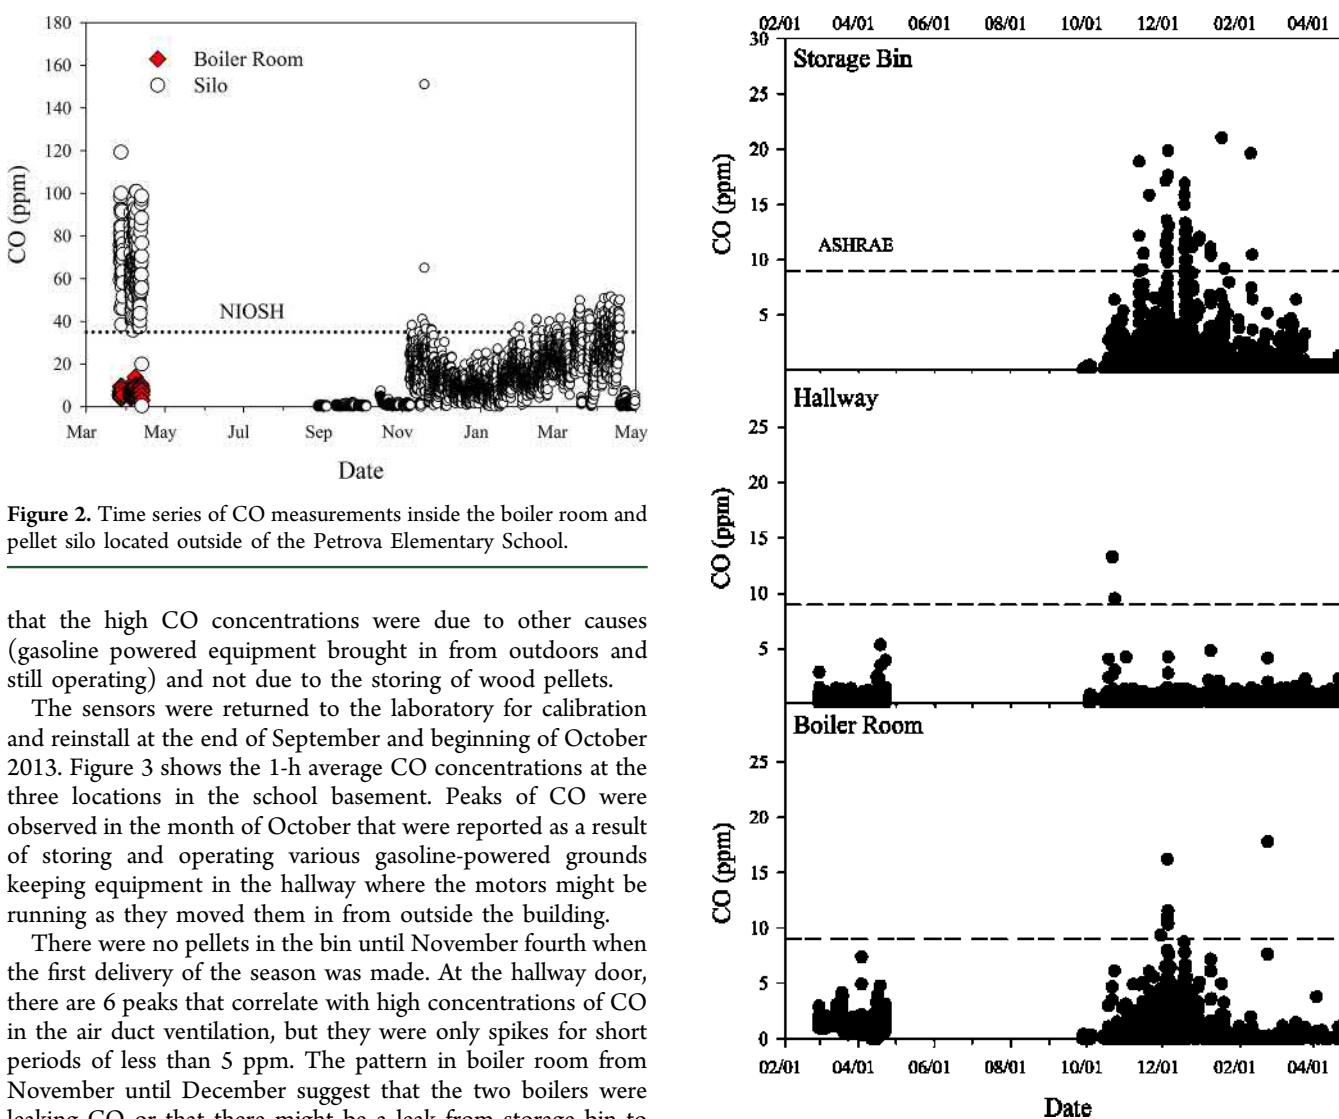 180
160
140
120
100
80
60
40
20
0
CO (ppm)
Boiler Room
Silo
NIOSH
Mar May Jul Sep Nov Jan Mar May
Date
Figure 2. Time series of CO measurements inside the boiler room and
pellet silo located outside of the Petrova Elementary School.
that the high CO concentrations were due to other causes
(gasoline powered equipment brought in from outdoors and
still operating) and not due to the storing of wood pellets.
The sensors were returned to the laboratory for calibration
and reinstall at the end of September and beginning of October
2013. Figure 3 shows the 1-h average CO concentrations at the
three locations in the school basement. Peaks of CO were
observed in the month of October that were reported as a result
of storing and operating various gasoline-powered grounds
keeping equipment in the hallway where the motors might be
running as they moved them in from outside the building.
There were no pellets in the bin until November fourth when
the first delivery of the season was made. At the hallway door,
there are 6 peaks that correlate with high concentrations of CO
in the air duct ventilation, but they were only spikes for short
periods of less than 5 ppm. The pattern in boiler room from
November until December suggest that the two boilers were
leaking CO or that there might be a leak from storage bin to
02/01 04/01 06/01 08/01 10/01 12/01 02/01 04/01
30
25
20
15
10
5
CO (ppm)
Storage Bin
ASHRAE
Hallway
25
20
15
10
5
CO (ppm)
Boiler Room
25
20
15
10
5
0
CO (ppm)
02/01 04/01 06/01 08/01 10/01 12/01 02/01 04/01
Date